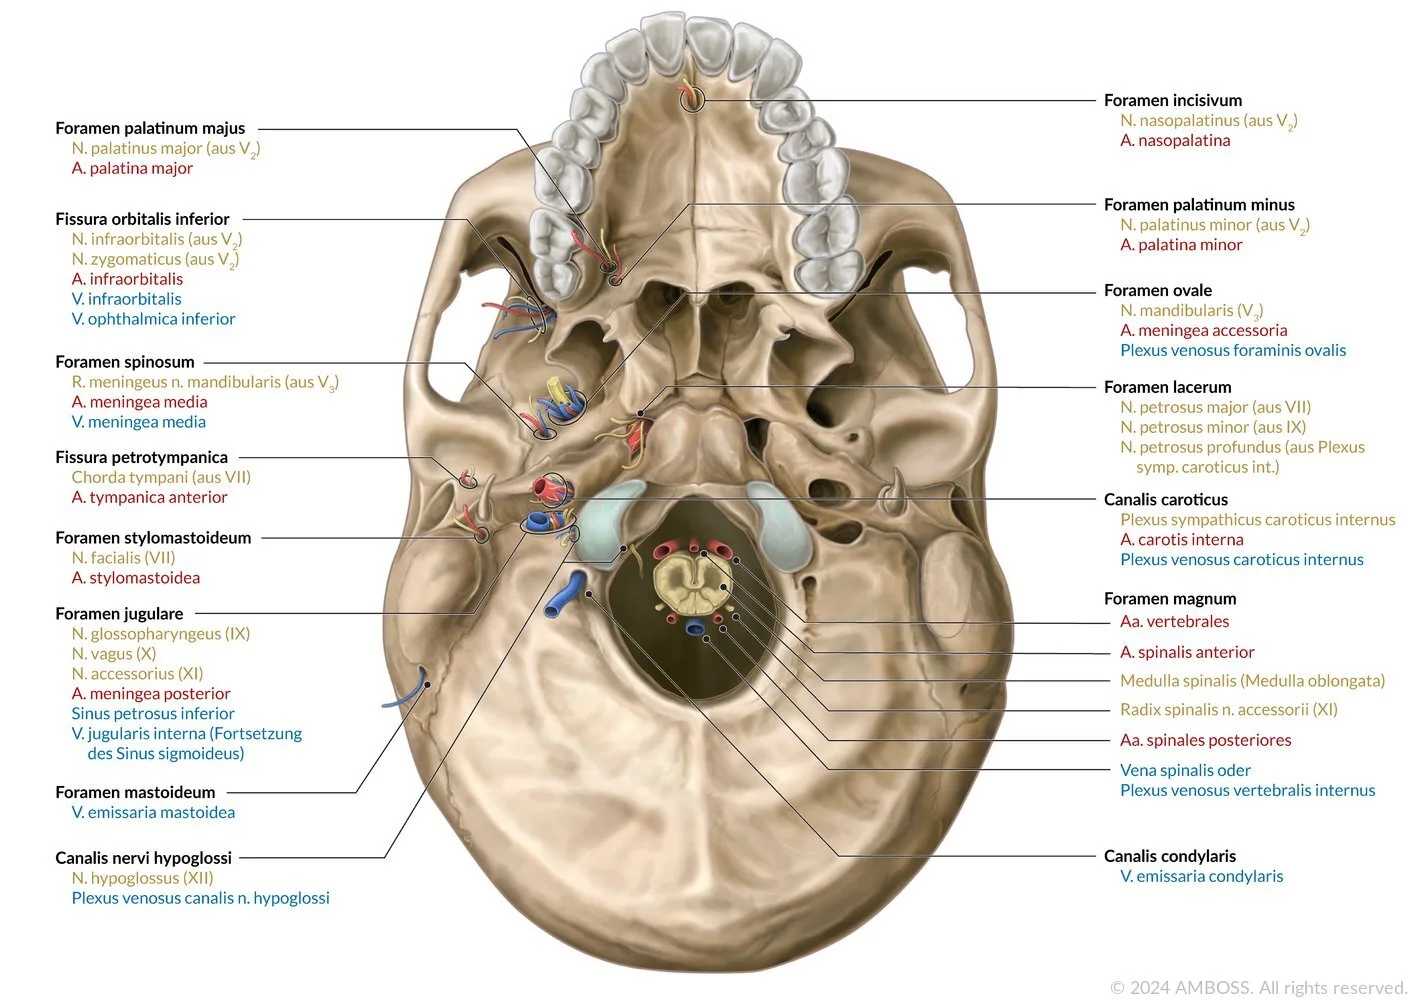 Foramen palatinum majus
N. palatinus major (aus V₂)
A. palatina major
Fissura orbitalis inferior
N. infraorbitalis (aus V₂)
N. zygomaticus (aus V₂)
A. infraorbitalis
V. infraorbitalis
V. ophthalmica inferior
Foramen spinosum
R. meningeus n. mandibularis (aus V₃)
A. meningea media
V. meningea media
Fissura petrotympanica
Chorda tympani (aus VII)
A. tympanica anterior
Foramen stylomastoideum
N. facialis (VII)
A. stylomastoidea
Foramen jugulare
N. glossopharyngeus (IX)
N. vagus (X)
N. accessorius (XI)
A. meningea posterior
Sinus petrosus inferior
V. jugularis interna (Fortsetzung
des Sinus sigmoideus)
Foramen mastoideum
V. emissaria mastoidea
Canalis nervi hypoglossi
N. hypoglossus (XII)
Plexus venosus canalis n. hypoglossi
Foramen incisivum
N. nasopalatinus (aus V₂)
A. nasopalatina
Foramen palatinum minus
N. palatinus minor (aus V₂)
A. palatina minor
Foramen ovale
N. mandibularis (V₃)
A. meningea accessoria
Plexus venosus foraminis ovalis
Foramen lacerum
N. petrosus major (aus VII)
N. petrosus minor (aus IX)
N. petrosus profundus (aus Plexus
symp. caroticus int.)
Canalis caroticus
Plexus sympathicus caroticus internus
A. carotis interna
Plexus venosus caroticus internus
Foramen magnum
Aa. vertebrales
A. spinalis anterior
Medulla spinalis (Medulla oblongata)
Radix spinalis n. accessorii (XI)
Aa. spinales posteriores
Vena spinalis oder
Plexus venosus vertebralis internus
Canalis condylaris
V. emissaria condylaris
© 2024 AMBOSS. All rights reserved.